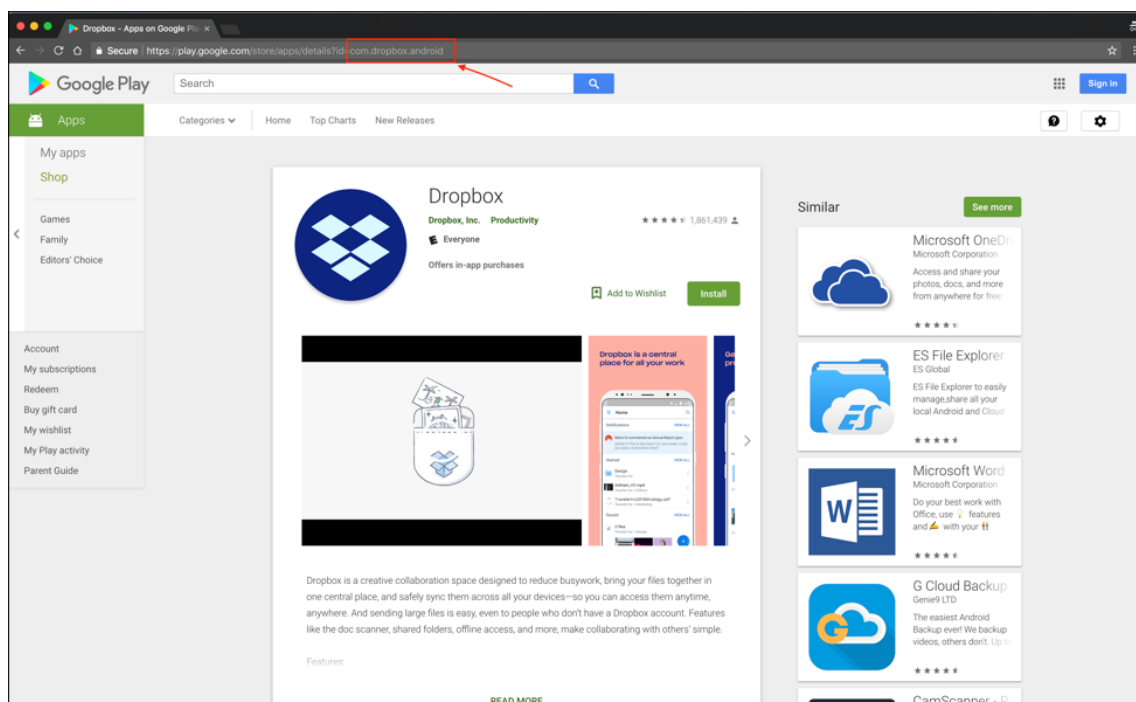 Dropbox - Apps on Google Pl
Secure https://play.google.com/store/apps/details?id=com.dropbox.android
Google Play
Search
Sign in
Apps
Categories
Home
Top Charts
New Releases
My apps
Shop
Games
Family
Editors' Choice
Account
My subscriptions
Redeem
Buy gift card
My wishlist
My Play activity
Parent Guide
Dropbox
Dropbox, Inc. Productivity
1,861,439
E Everyone
Offers in-app purchases
Add to Wishlist
Install
Dropbox is a central
place for all your work
Home
Notifications
VIEW ALL
Recent
VIEW ALL
Dropbox is a creative collaboration space designed to reduce busywork, bring your files together in
one central place, and safely sync them across all your devices—so you can access them anytime,
anywhere. And sending large files is easy, even to people who don't have a Dropbox account. Features
like the doc scanner, shared folders, offline access, and more, make collaborating with others' simple.
Features:
READ MORE
Similar
See more
Microsoft OneDri
Microsoft Corporation
Access and share your
photos, docs, and more
from anywhere for free.
ES File Explorer
ES Global
ES File Explorer to easily
manage,share all your
local Android and Cloud
ES
Microsoft Word
Microsoft Corporation
Do your best work with
Office, use 💡 features
and ✍ with your 👬
W
G Cloud Backup
Genie9 LTD
The easiest Android
Backup ever! We backup
videos, others don't. Up to
G
CamScanner - P